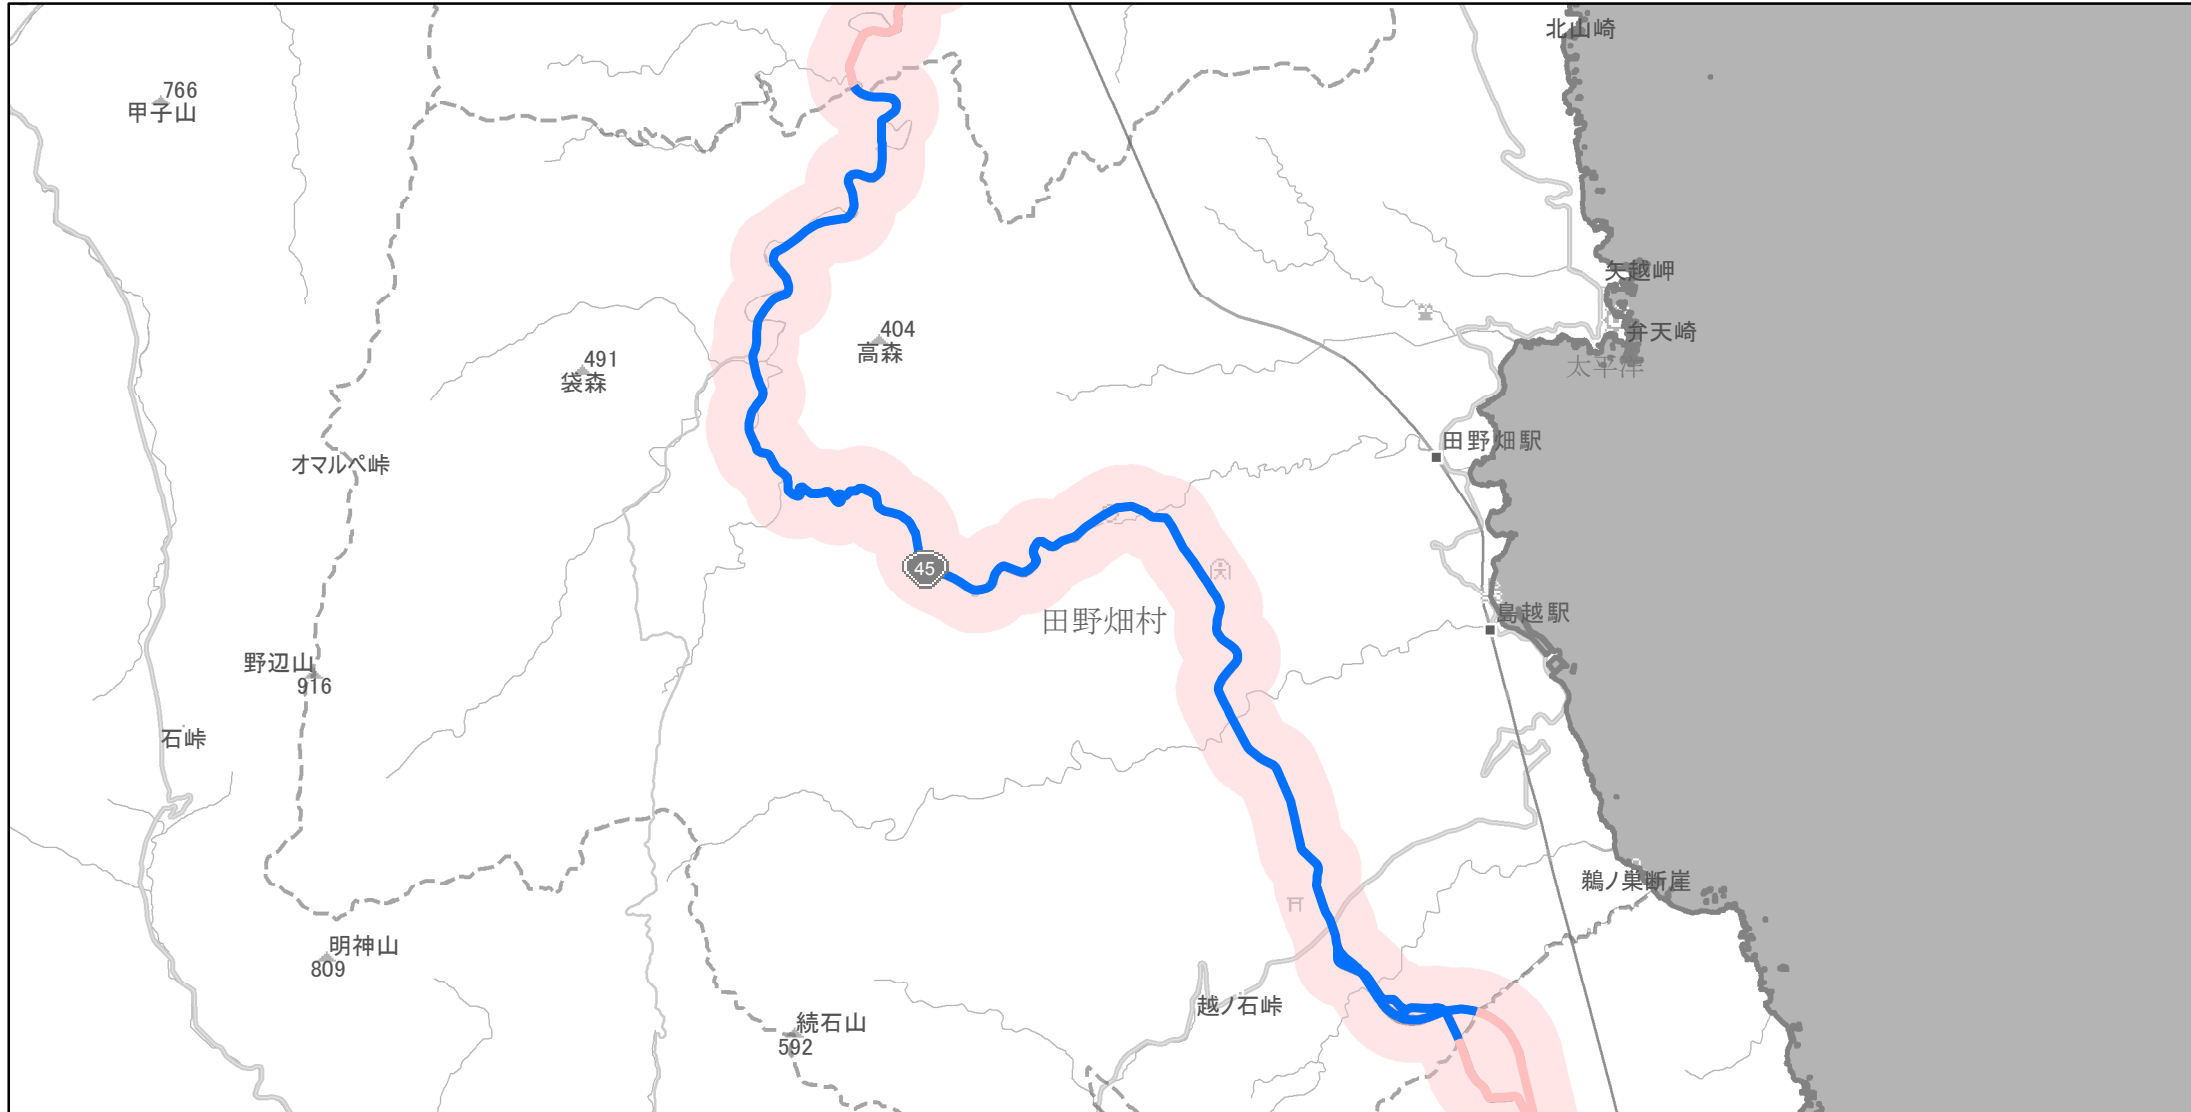 北山崎
766
甲子山
矢越岬
404
高森
弁天崎
太平洋
491
袋森
田野畑駅
オマルペ峠
45
島越駅
田野畑村
野辺山
916
石峠
鵜ノ巣断崖
明神山
809
越ノ石峠
続石山
592